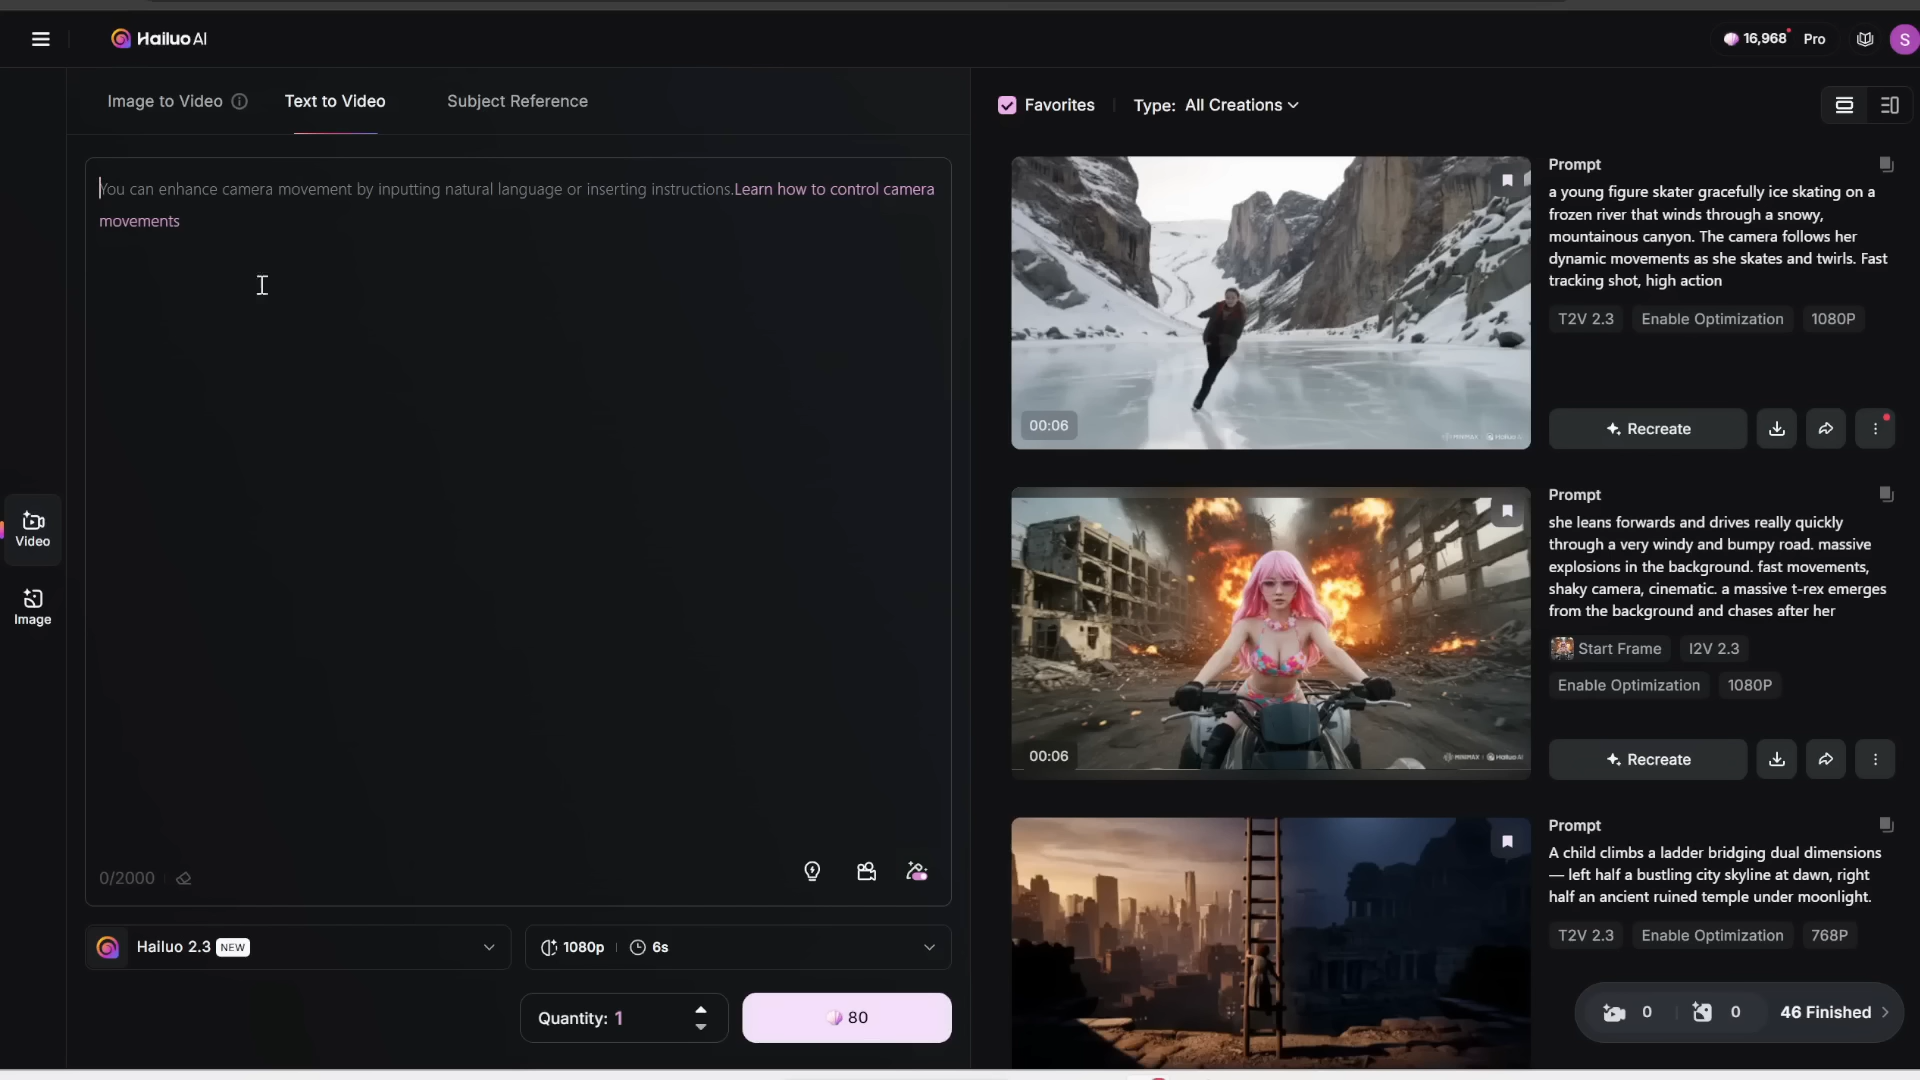 Hailuo AI
16,968 Pro
S
Image to Video Text to Video Subject Reference
Favorites Type: All Creations
You can enhance camera movement by inputting natural language or inserting instructions.Learn how to control camera
movements
Video
Image
0/2000
Hailuo 2.3 NEW
1080p 6s
Quantity: 1
80
00:06
MINIMAX Hailuo AI
Prompt
a young figure skater gracefully ice skating on a
frozen river that winds through a snowy,
mountainous canyon. The camera follows her
dynamic movements as she skates and twirls. Fast
tracking shot, high action
T2V 2.3 Enable Optimization 1080P
Recreate
00:06
MINIMAX Hailuo AI
Prompt
she leans forwards and drives really quickly
through a very windy and bumpy road. massive
explosions in the background. fast movements,
shaky camera, cinematic. a massive t-rex emerges
from the background and chases after her
Start Frame I2V 2.3
Enable Optimization 1080P
Recreate
Prompt
A child climbs a ladder bridging dual dimensions
— left half a bustling city skyline at dawn, right
half an ancient ruined temple under moonlight.
T2V 2.3 Enable Optimization 768P
0 0 46 Finished